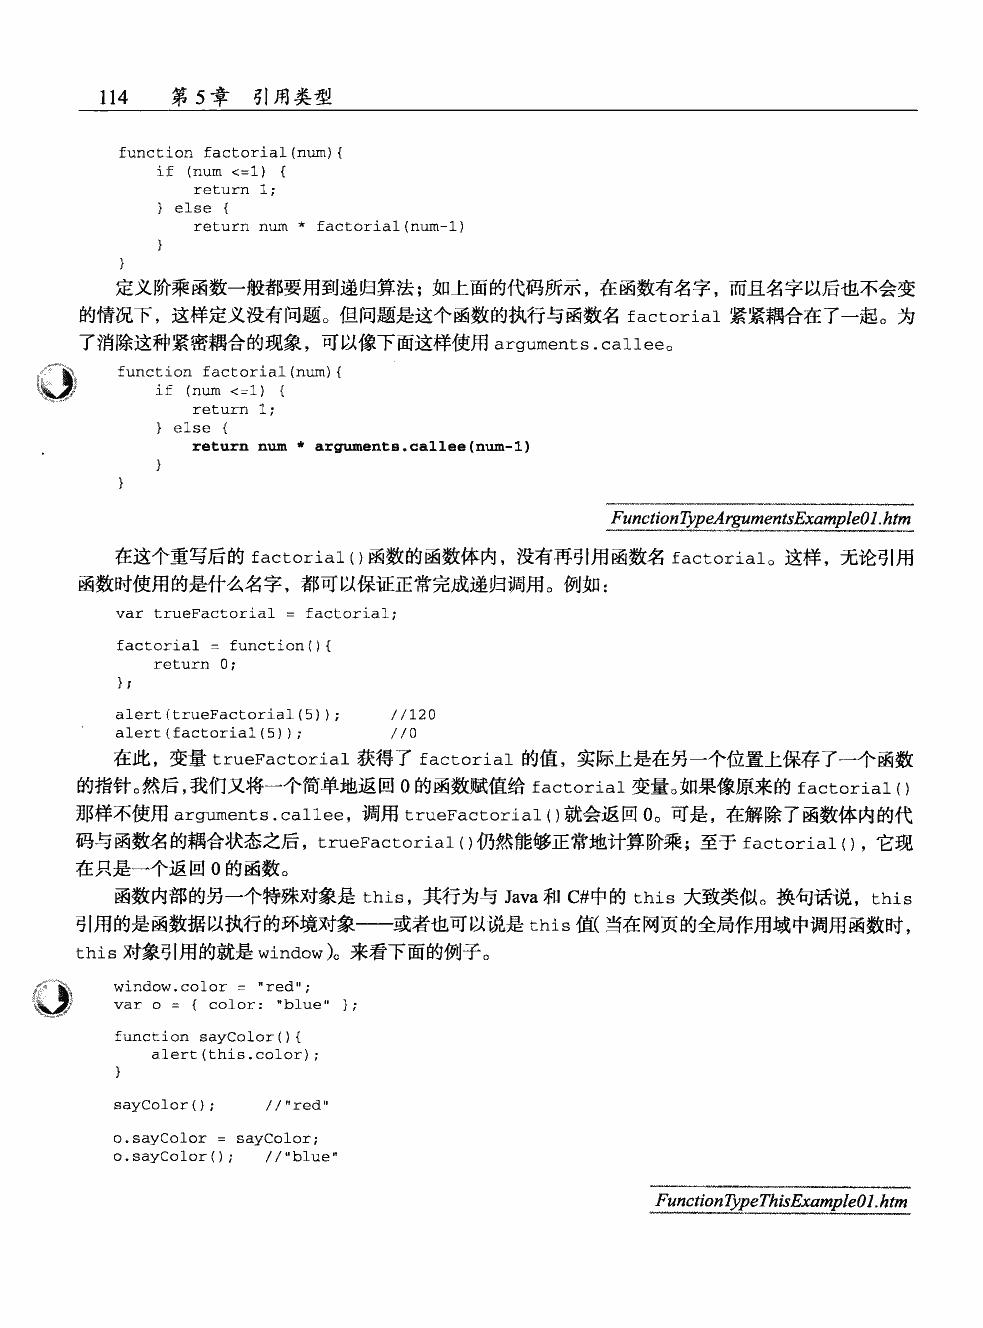 114 第5章 引用类型
function factorial(num){
if (num <=1) {
return 1;
} else {
return num * factorial(num-1)
}
}
定义阶乘函数一般都要用到递归算法；如上面的代码所示，在函数有名字，而且名字以后也不会变
的情况下，这样定义没有问题。但问题是这个函数的执行与函数名 factorial 紧紧耦合在了一起。为
了消除这种紧密耦合的现象，可以像下面这样使用 arguments.callee。
function factorial(num){
if (num <=1) {
return 1;
} else {
return num * arguments.callee(num-1)
}
}
FunctionTypeArgumentsExample01.htm
在这个重写后的 factorial()函数的函数体内，没有再引用函数名 factorial。这样，无论引用
函数时使用的是什么名字，都可以保证正常完成递归调用。例如：
var trueFactorial = factorial;
factorial = function(){
return 0;
};
alert(trueFactorial(5)); //120
alert(factorial(5)); //0
在此，变量 trueFactorial 获得了 factorial 的值，实际上是在另一个位置上保存了一个函数
的指针。然后，我们又将一个简单地返回 0 的函数赋值给 factorial 变量。如果像原来的 factorial()
那样不使用 arguments.callee，调用 trueFactorial()就会返回 0。可是，在解除了函数体内的代
码与函数名的耦合状态之后，trueFactorial()仍然能够正常地计算阶乘；至于 factorial()，它现
在只是一个返回 0 的函数。
函数内部的另一个特殊对象是 this，其行为与 Java 和 C#中的 this 大致类似。换句话说，this
引用的是函数据以执行的环境对象——或者也可以说是 this 值（当在网页的全局作用域中调用函数时，
this 对象引用的就是 window）。来看下面的例子。
window.color = "red";
var o = { color: "blue" };
function sayColor(){
alert(this.color);
}
sayColor(); //"red"
o.sayColor = sayColor;
o.sayColor(); //"blue"
FunctionTypeThisExample01.htm